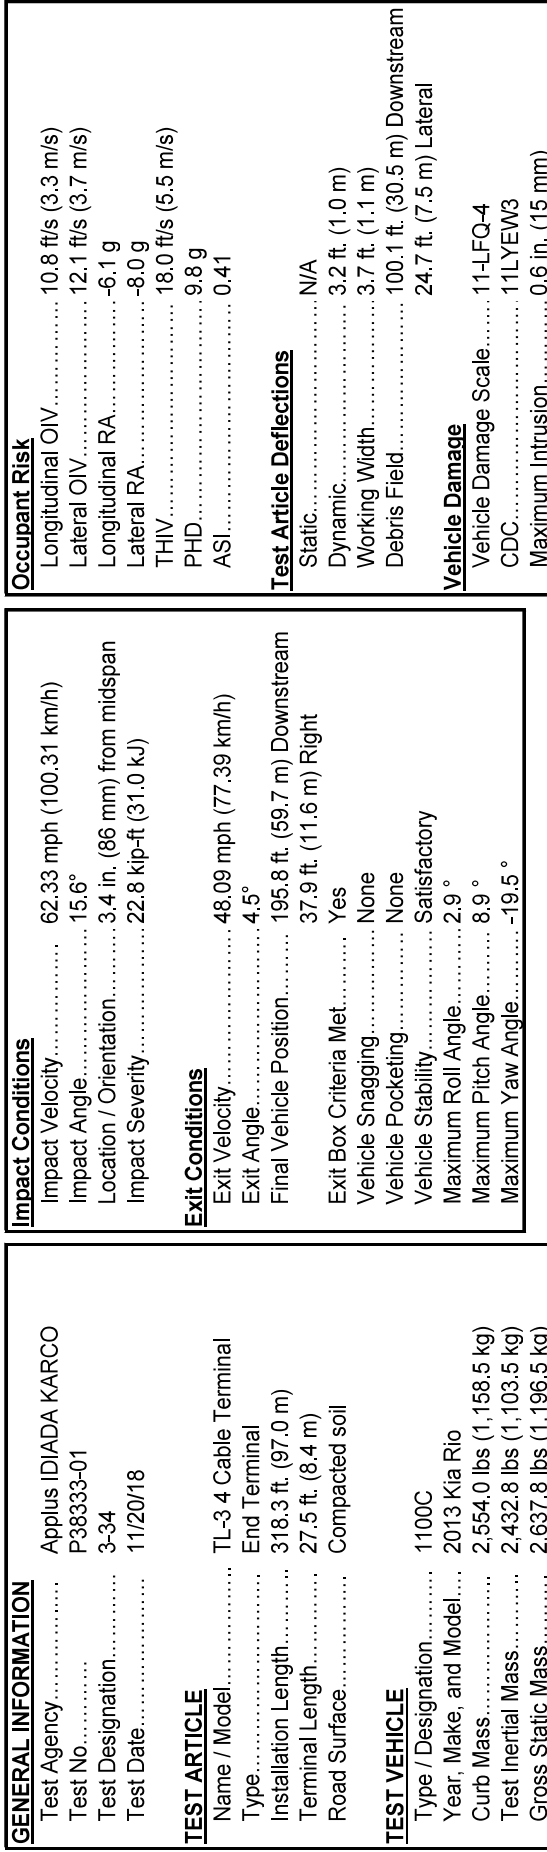 GENERAL INFORMATION
Test Agency.................. Applus IDIADA KARCO
Test No............ P38333-01
Test Designation............ 3-34
Test Date........................ 11/20/18
TEST ARTICLE
Name / Model................. TL-3 4 Cable Terminal
Type............................... End Terminal
Installation Length.......... 318.3 ft. (97.0 m)
Terminal Length.............. 27.5 ft. (8.4 m)
Road Surface................. Compacted soil
TEST VEHICLE
Type / Designation.......... 1100C
Year, Make, and Model.... 2013 Kia Rio
Curb Mass..................... 2,554.0 lbs (1,158.5 kg)
Test Inertial Mass........... 2,432.8 lbs (1,103.5 kg)
Gross Static Mass........... 2,637.8 lbs (1,196.5 kg)
Impact Conditions
Impact Velocity................ 62.33 mph (100.31 km/h)
Impact Angle................... 15.6°
Location / Orientation......... 3.4 in. (86 mm) from midspan
Impact Severity................ 22.8 kip-ft (31.0 kJ)
Exit Conditions
Exit Velocity.................... 48.09 mph (77.39 km/h)
Exit Angle....................... 4.5°
Final Vehicle Position......... 195.8 ft. (59.7 m) Downstream
37.9 ft. (11.6 m) Right
Exit Box Criteria Met........ Yes
Vehicle Snagging.............. None
Vehicle Pocketing............. None
Vehicle Stability............... Satisfactory
Maximum Roll Angle......... 2.9 °
Maximum Pitch Angle........ 8.9 °
Maximum Yaw Angle......... -19.5 °
Occupant Risk
Longitudinal OIV............... 10.8 ft/s (3.3 m/s)
Lateral OIV...................... 12.1 ft/s (3.7 m/s)
Longitudinal RA................ -6.1 g
Lateral RA....................... -8.0 g
THIV............................... 18.0 ft/s (5.5 m/s)
PHD................................ 9.8 g
ASI................................. 0.41
Test Article Deflections
Static.............................. N/A
Dynamic.......................... 3.2 ft. (1.0 m)
Working Width.................. 3.7 ft. (1.1 m)
Debris Field..................... 100.1 ft. (30.5 m) Downstream
24.7 ft. (7.5 m) Lateral
Vehicle Damage
Vehicle Damage Scale...... 11-LFQ-4
CDC............................... 11LYEW3
Maximum Intrusion........... 0.6 in. (15 mm)